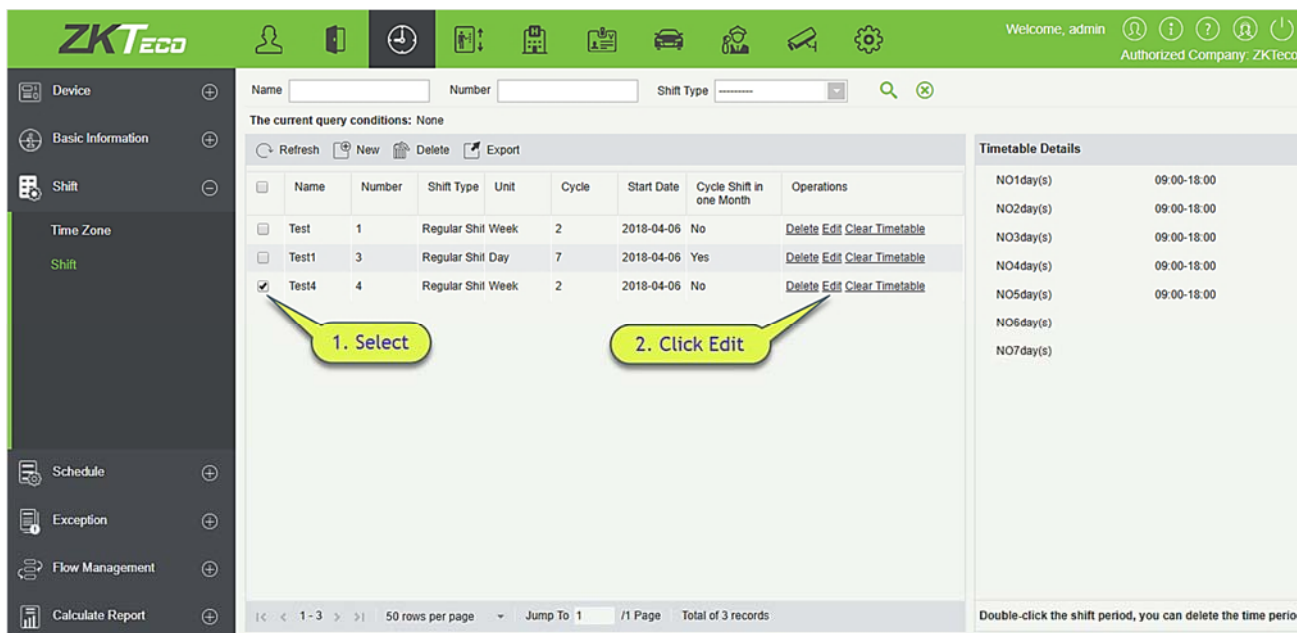 ZKTeco
Welcome, admin
Authorized Company: ZKTeco
Device
Basic Information
Shift
Time Zone
Shift
Schedule
Exception
Flow Management
Calculate Report
Name Number Shift Type ---------
The current query conditions: None
Refresh New Delete Export
Name Number Shift Type Unit Cycle Start Date Cycle Shift in one Month Operations
Test 1 Regular Shif Week 2 2018-04-06 No Delete Edit Clear Timetable
Test1 3 Regular Shif Day 7 2018-04-06 Yes Delete Edit Clear Timetable
Test4 4 Regular Shif Week 2 2018-04-06 No Delete Edit Clear Timetable
1. Select
2. Click Edit
1-3 50 rows per page Jump To 1 /1 Page Total of 3 records
Timetable Details
NO1day(s) 09:00-18:00
NO2day(s) 09:00-18:00
NO3day(s) 09:00-18:00
NO4day(s) 09:00-18:00
NO5day(s) 09:00-18:00
NO6day(s)
NO7day(s)
Double-click the shift period, you can delete the time perio